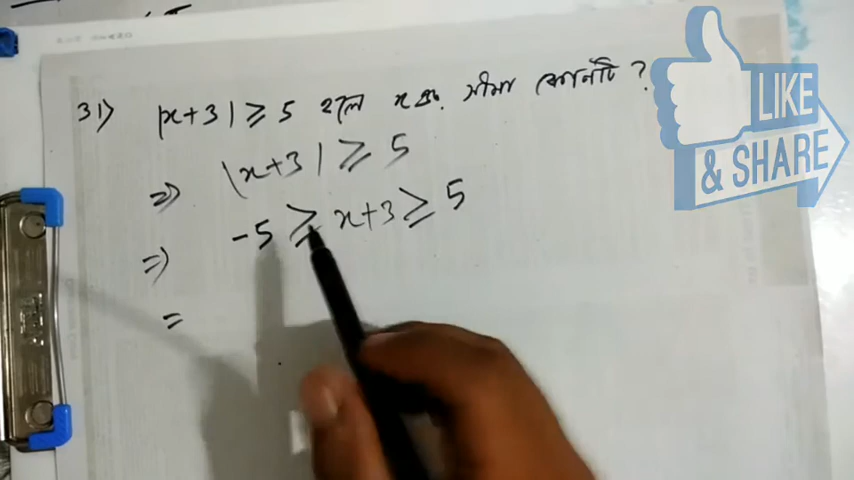 31) |x+3| ≥ 5 হলে x এর সীমা কোনটি ?
⇒ |x+3| ≥ 5
⇒ -5 ≥ x+3 ≥ 5
=
LIKE
& SHARE